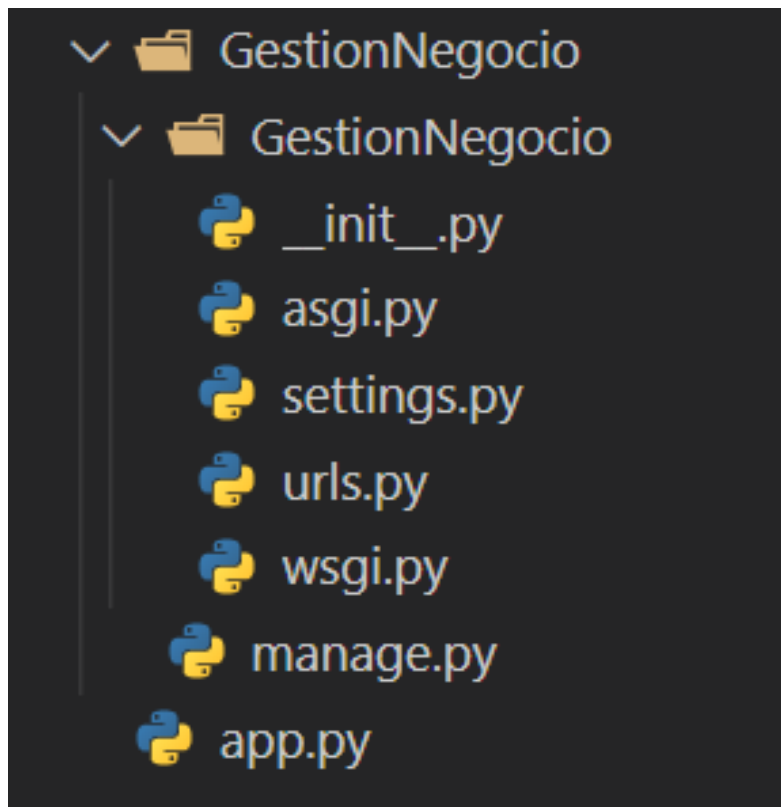 GestionNegocio
GestionNegocio
__init__.py
asgi.py
settings.py
urls.py
wsgi.py
manage.py
app.py